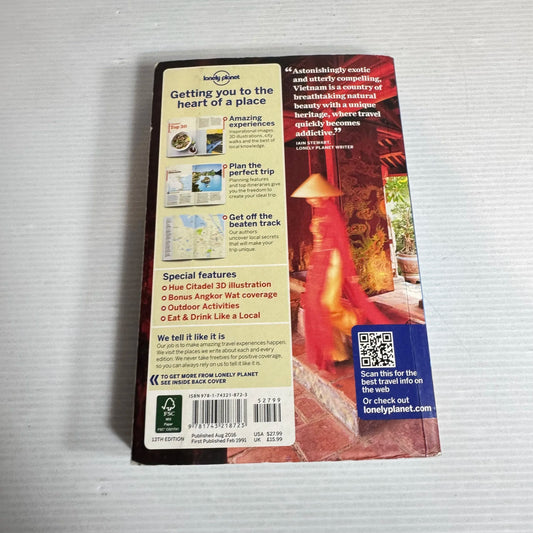 lonely planet
Getting you to the
heart of a place
Top 20
Amazing
experiences
Inspirational images,
3D illustrations, city
walks and the best of
local knowledge.
Plan the
perfect trip
Planning features
and top itineraries give
you the freedom to
create your ideal trip.
Get off the
beaten track
Our authors
uncover local secrets
that will make your
trip unique.
Special features
Hue Citadel 3D illustration
Bonus Angkor Wat coverage
Outdoor Activities
Eat & Drink Like a Local
We tell it like it is
Our job is to make amazing travel experiences happen.
We visit the places we write about each and every
edition. We never take freebies for positive coverage,
so you can always rely on us to tell it like it is.
« TO GET MORE FROM LONELY PLANET
SEE INSIDE BACK COVER
FSC
MIX
Paper
12TH EDITION
ISBN 978-1-74321-872-3
52799
9 781743 218723
Published Aug 2016
First Published Feb 1991
USA $27.99
UK £15.99
“Astonishingly exotic
and utterly compelling,
Vietnam is a country of
breathtaking natural
beauty with a unique
heritage, where travel
quickly becomes
addictive.”
IAIN STEWART,
LONELY PLANET WRITER
Scan this for the
best travel info on
the web
Or check out
lonelyplanet.com